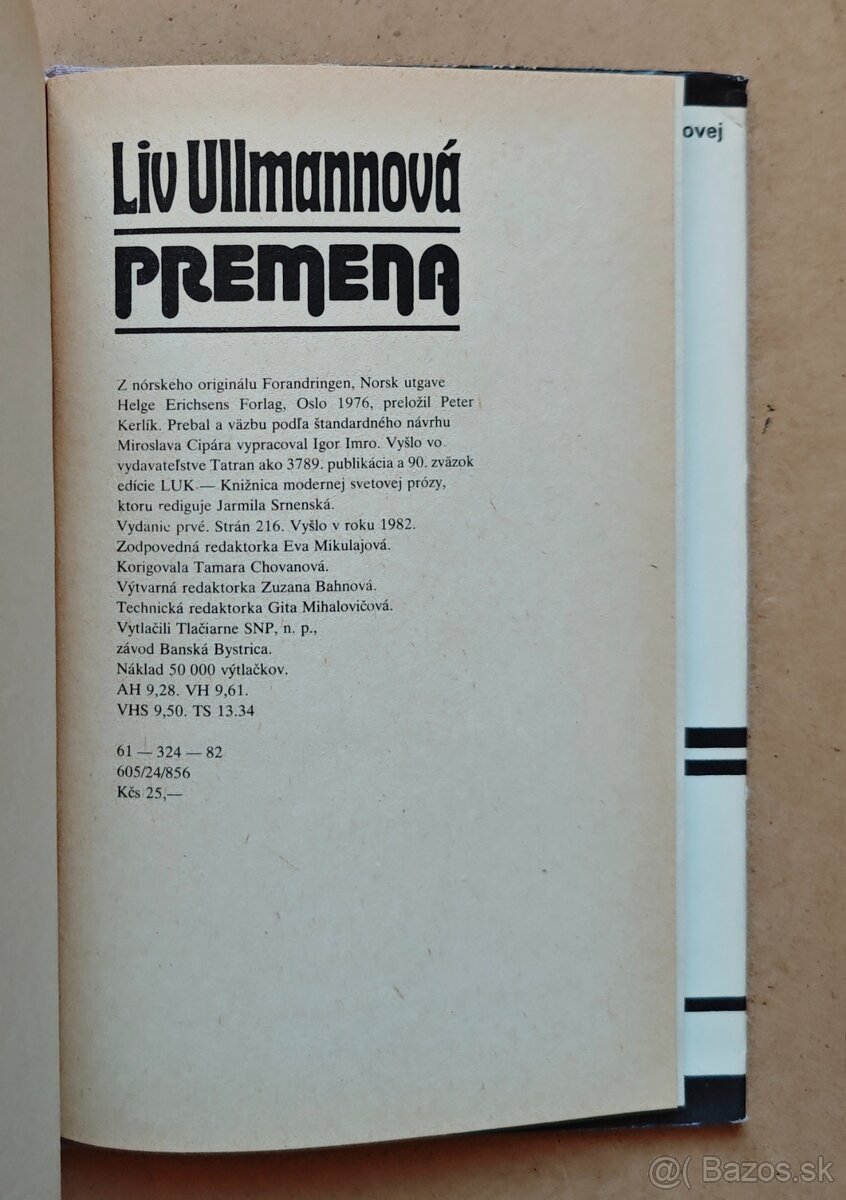 Liv Ullmannová
PREMENA
Z nórskeho originálu Forandringen, Norsk utgave
Helge Erichsens Forlag, Oslo 1976, preložil Peter
Kerlík. Prebal a väzbu podľa štandardného návrhu
Miroslava Cipára vypracoval Igor Imro. Vyšlo vo
vydavateľstve Tatran ako 3789. publikácia a 90. zväzok
edície LUK — Knižnica modernej svetovej prózy,
ktoru rediguje Jarmila Srnenská.
Vydanie prvé. Strán 216. Vyšlo v roku 1982.
Zodpovedná redaktorka Eva Mikulajová.
Korigovala Tamara Chovanová.
Výtvarná redaktorka Zuzana Bahnová.
Technická redaktorka Gita Mihalovičová.
Vytlačili Tlačiarne SNP, n. p.,
závod Banská Bystrica.
Náklad 50 000 výtlačkov.
AH 9,28. VH 9,61.
VHS 9,50. TS 13.34
61 — 324 — 82
605/24/856
Kčs 25,—
ovej
@( Bazos.sk